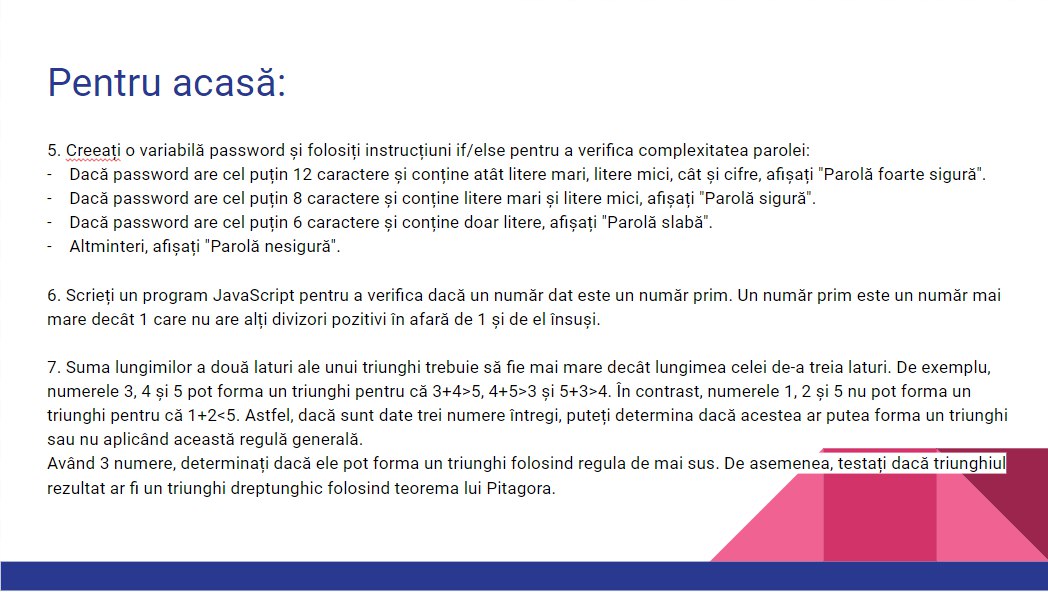 Pentru acasă:
5. Creeați o variabilă password și folosiți instrucțiuni if/else pentru a verifica complexitatea parolei:
- Dacă password are cel puțin 12 caractere și conține atât litere mari, litere mici, cât și cifre, afișați "Parolă foarte sigură".
- Dacă password are cel puțin 8 caractere și conține litere mari și litere mici, afișați "Parolă sigură".
- Dacă password are cel puțin 6 caractere și conține doar litere, afișați "Parolă slabă".
- Altminteri, afișați "Parolă nesigură".
6. Scrieți un program JavaScript pentru a verifica dacă un număr dat este un număr prim. Un număr prim este un număr mai
mare decât 1 care nu are alți divizori pozitivi în afară de 1 și de el însuși.
7. Suma lungimilor a două laturi ale unui triunghi trebuie să fie mai mare decât lungimea celei de-a treia laturi. De exemplu,
numerele 3, 4 și 5 pot forma un triunghi pentru că 3+4>5, 4+5>3 și 5+3>4. În contrast, numerele 1, 2 și 5 nu pot forma un
triunghi pentru că 1+2<5. Astfel, dacă sunt date trei numere întregi, puteți determina dacă acestea ar putea forma un triunghi
sau nu aplicând această regulă generală.
Având 3 numere, determinați dacă ele pot forma un triunghi folosind regula de mai sus. De asemenea, testați dacă triunghiul
rezultat ar fi un triunghi dreptunghic folosind teorema lui Pitagora.